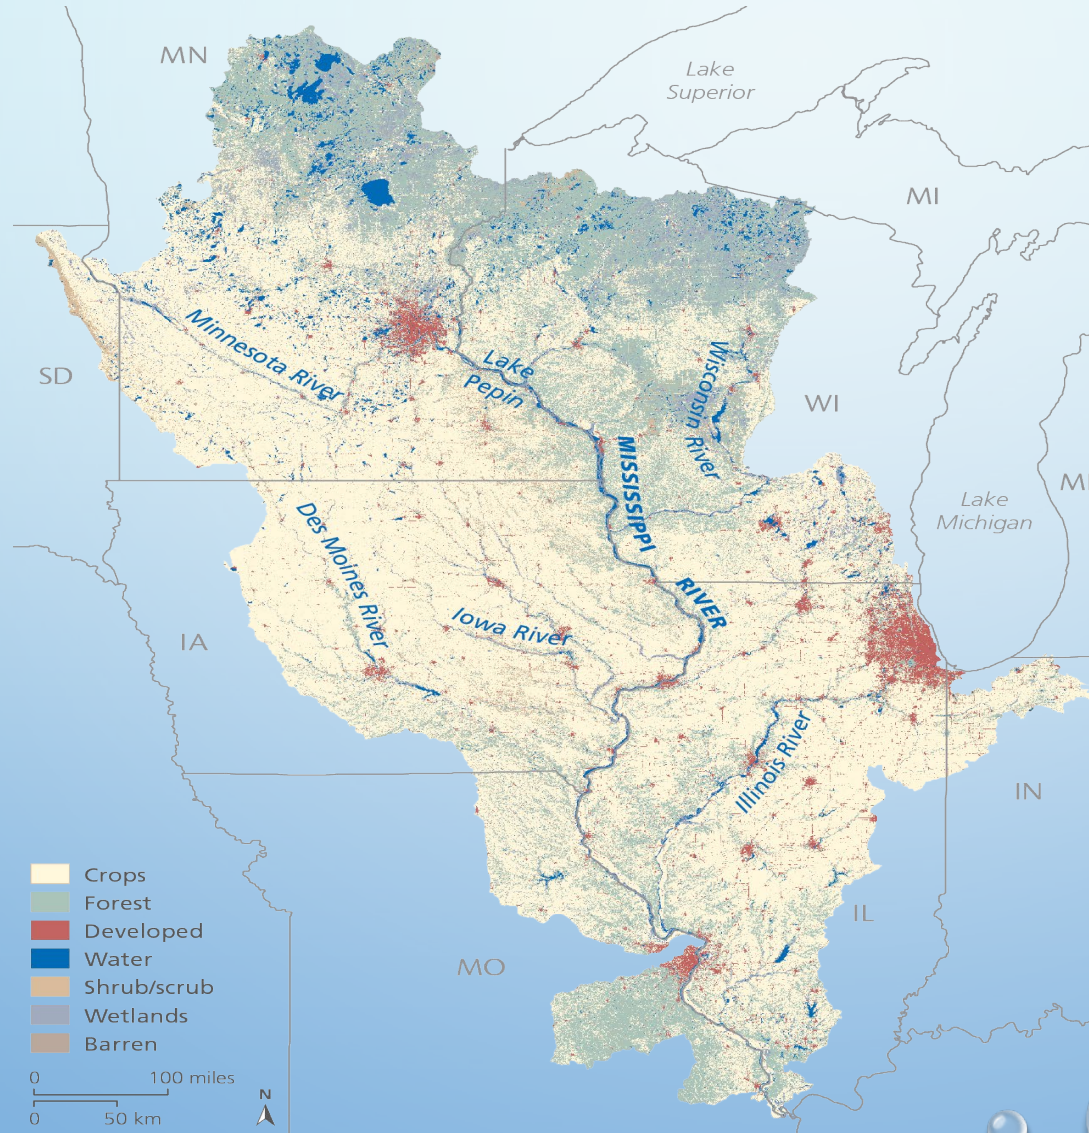 MN
Lake
Superior
MI
Minnesota River
Lake
Pepin
SD
Wisconsin River
WI
MISSISSIPPI
RIVER
Lake
Michigan
Des Moines River
Iowa River
IA
Illinois River
IN
IL
MO
Crops
Forest
Developed
Water
Shrub/scrub
Wetlands
Barren
0 100 miles
0 50 km
N